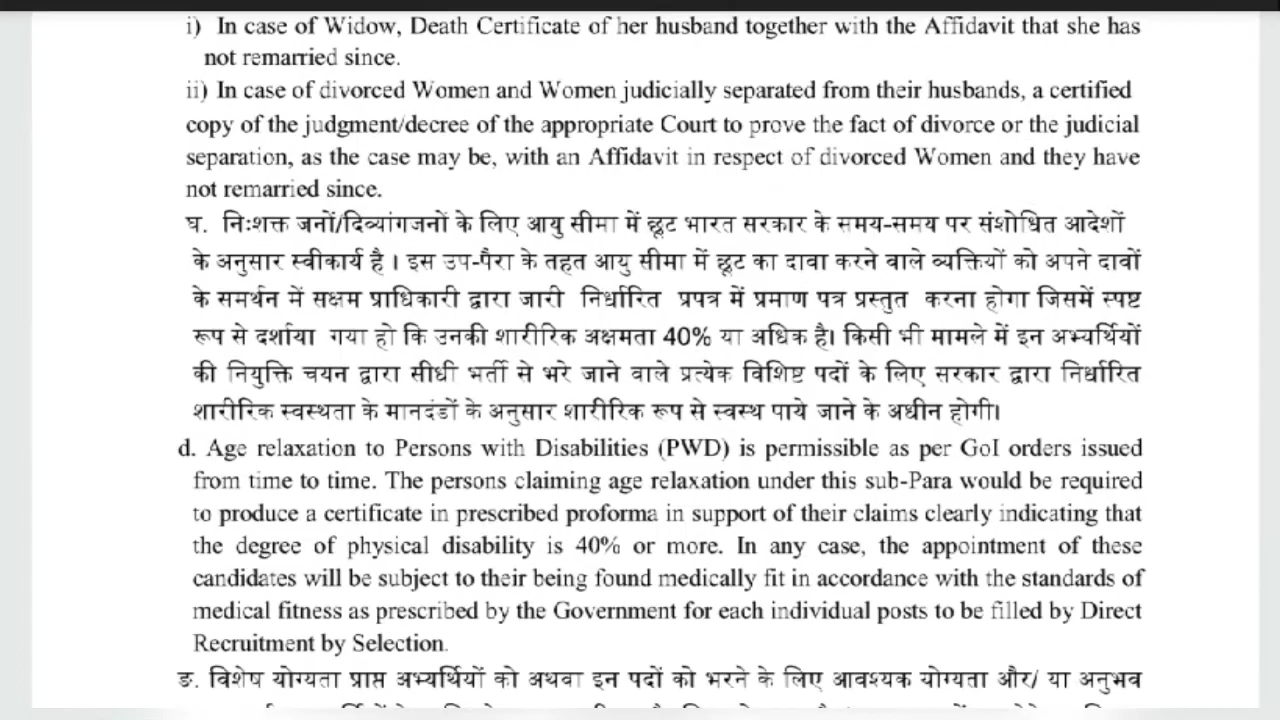 i) In case of Widow, Death Certificate of her husband together with the Affidavit that she has
not remarried since.
ii) In case of divorced Women and Women judicially separated from their husbands, a certified
copy of the judgment/decree of the appropriate Court to prove the fact of divorce or the judicial
separation, as the case may be, with an Affidavit in respect of divorced Women and they have
not remarried since.
घ. निःशक्त जनों/दिव्यांगजनों के लिए आयु सीमा में छूट भारत सरकार के समय-समय पर संशोधित आदेशों
के अनुसार स्वीकार्य है । इस उप-पैरा के तहत आयु सीमा में छूट का दावा करने वाले व्यक्तियों को अपने दावों
के समर्थन में सक्षम प्राधिकारी द्वारा जारी निर्धारित प्रपत्र में प्रमाण पत्र प्रस्तुत करना होगा जिसमें स्पष्ट
रूप से दर्शाया गया हो कि उनकी शारीरिक अक्षमता 40% या अधिक है। किसी भी मामले में इन अभ्यर्थियों
की नियुक्ति चयन द्वारा सीधी भर्ती से भरे जाने वाले प्रत्येक विशिष्ट पदों के लिए सरकार द्वारा निर्धारित
शारीरिक स्वस्थता के मानदंडों के अनुसार शारीरिक रूप से स्वस्थ पाये जाने के अधीन होगी।
d. Age relaxation to Persons with Disabilities (PWD) is permissible as per GoI orders issued
from time to time. The persons claiming age relaxation under this sub-Para would be required
to produce a certificate in prescribed proforma in support of their claims clearly indicating that
the degree of physical disability is 40% or more. In any case, the appointment of these
candidates will be subject to their being found medically fit in accordance with the standards of
medical fitness as prescribed by the Government for each individual posts to be filled by Direct
Recruitment by Selection.
ङ. विशेष योग्यता प्राप्त अभ्यर्थियों को अथवा इन पदों को भरने के लिए आवश्यक योग्यता और/ या अनुभव